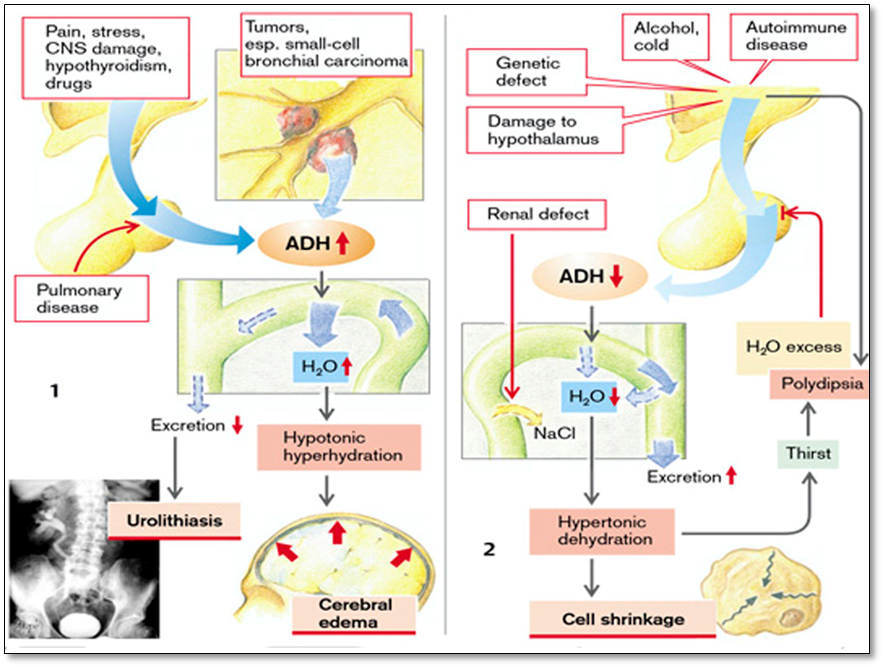 Pain, stress,
CNS damage,
hypothyroidism,
drugs
Tumors,
esp. small-cell
bronchial carcinoma
ADH
Pulmonary
disease
H₂O
1
Excretion
Hypotonic
hyperhydration
Urolithiasis
Cerebral
edema
Alcohol,
cold
Autoimmune
disease
Genetic
defect
Damage to
hypothalamus
Renal defect
ADH
H₂O excess
Polydipsia
H₂O
NaCl
Thirst
Excretion
Hypertonic
dehydration
2
Cell shrinkage